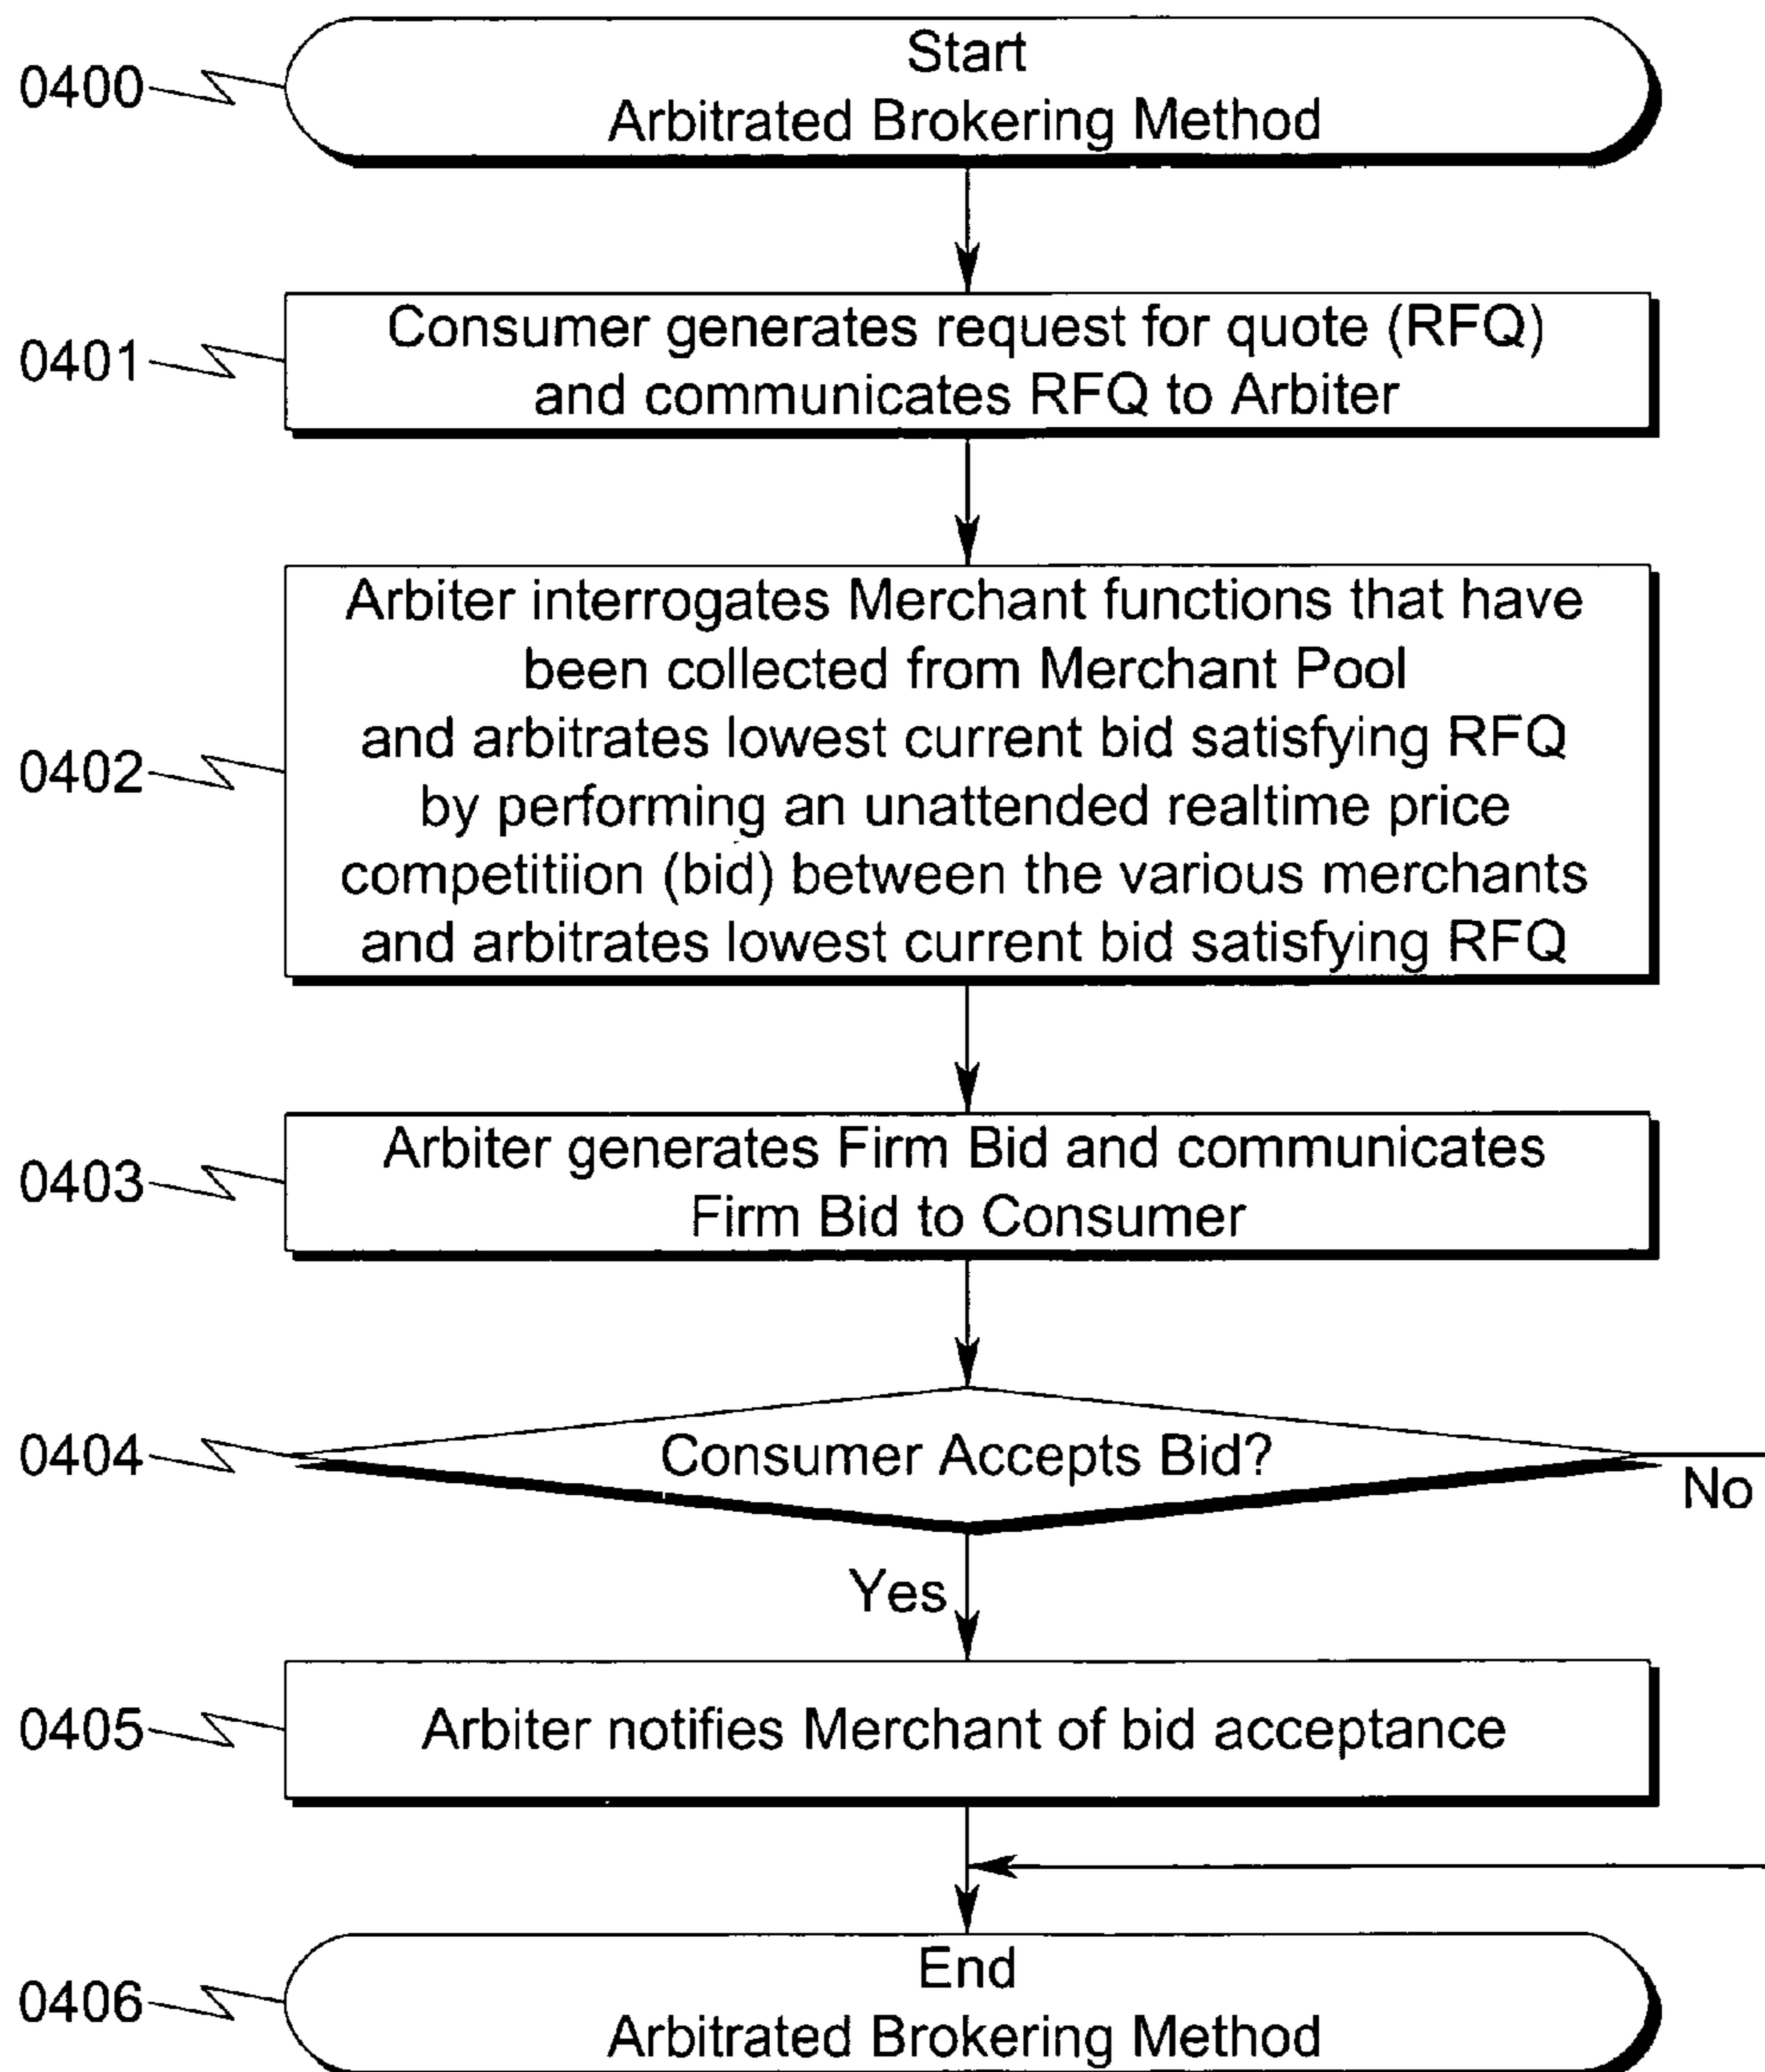 0400
Start
Arbitrated Brokering Method
0401
Consumer generates request for quote (RFQ)
and communicates RFQ to Arbiter
0402
Arbiter interrogates Merchant functions that have
been collected from Merchant Pool
and arbitrates lowest current bid satisfying RFQ
by performing an unattended realtime price
competitiion (bid) between the various merchants
and arbitrates lowest current bid satisfying RFQ
0403
Arbiter generates Firm Bid and communicates
Firm Bid to Consumer
0404
Consumer Accepts Bid?
No
Yes
0405
Arbiter notifies Merchant of bid acceptance
0406
End
Arbitrated Brokering Method